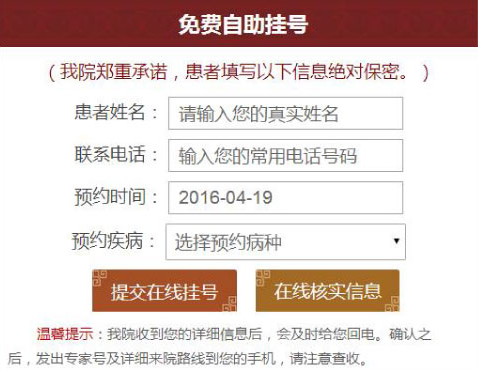 免费自助挂号
（我院郑重承诺，患者填写以下信息绝对保密。）
患者姓名： 请输入您的真实姓名
联系电话： 输入您的常用电话号码
预约时间： 2016-04-19
预约疾病： 选择预约病种
提交在线挂号 在线核实信息
温馨提示：我院收到您的详细信息后，会及时给您回电。确认之
后，发出专家号及详细来院路线到您的手机，请注意查收。